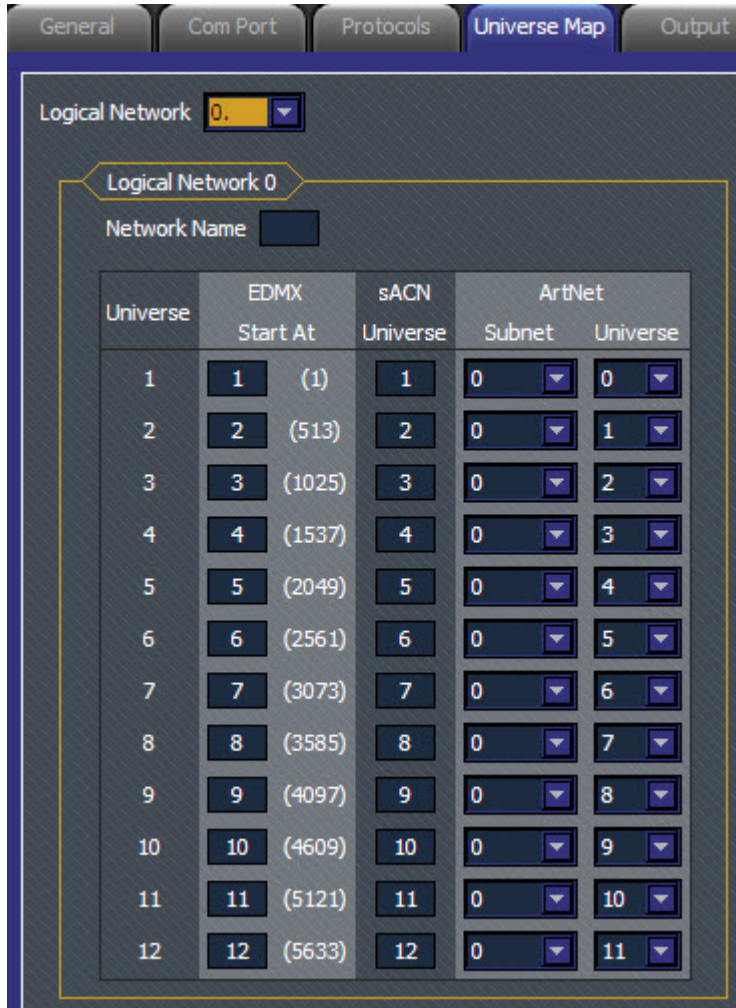 General Com Port Protocols Universe Map Output
Logical Network 0.
Logical Network 0
Network Name
Universe EDMX Start At sACN Universe ArtNet Subnet Universe
1 1 (1) 1 0 0
2 2 (513) 2 0 1
3 3 (1025) 3 0 2
4 4 (1537) 4 0 3
5 5 (2049) 5 0 4
6 6 (2561) 6 0 5
7 7 (3073) 7 0 6
8 8 (3585) 8 0 7
9 9 (4097) 9 0 8
10 10 (4609) 10 0 9
11 11 (5121) 11 0 10
12 12 (5633) 12 0 11